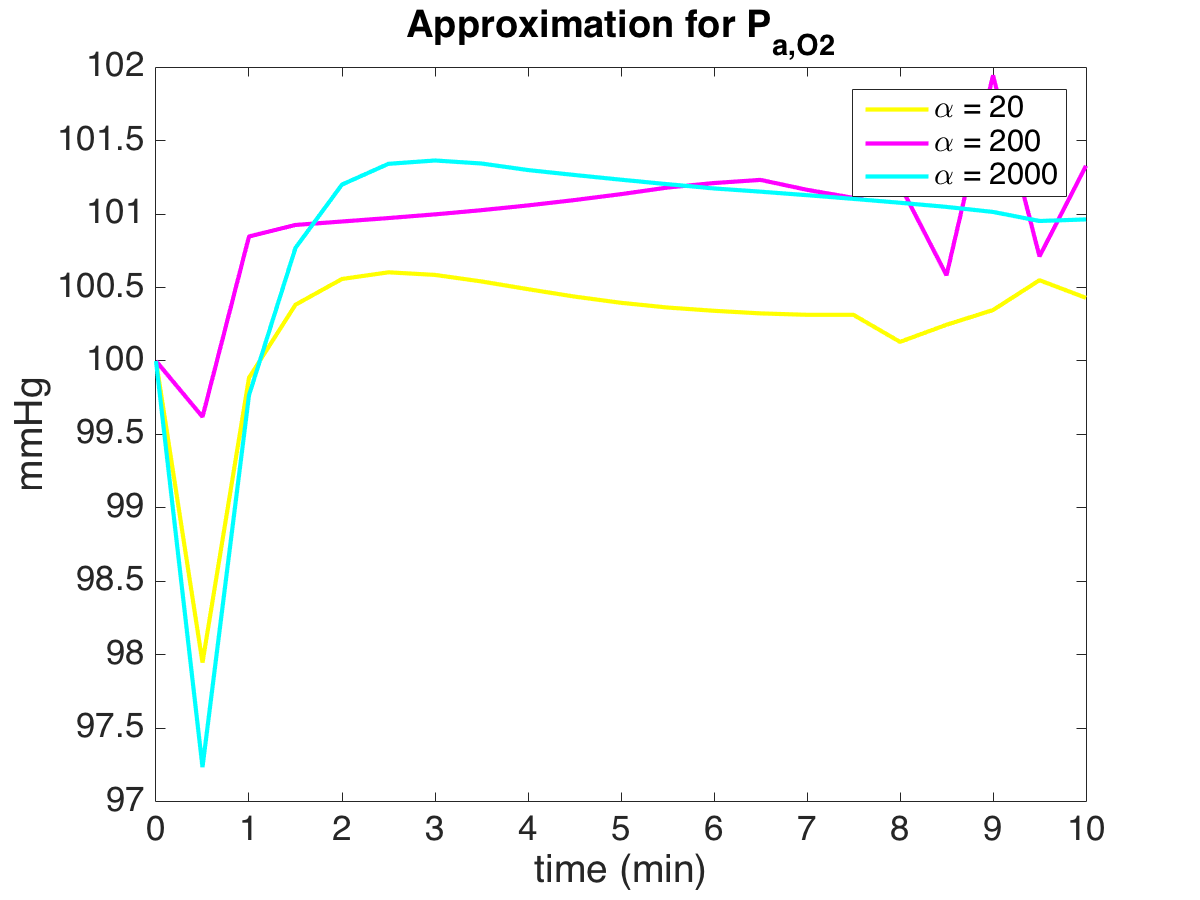 Approximation for P a,O2
102
101.5
101
100.5
100
99.5
99
98.5
98
97.5
97
mmHg
α = 20
α = 200
α = 2000
0 1 2 3 4 5 6 7 8 9 10
time (min)